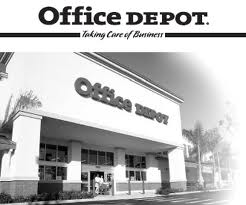 Office DEPOT.
Taking Care of Business
Office DEPOT